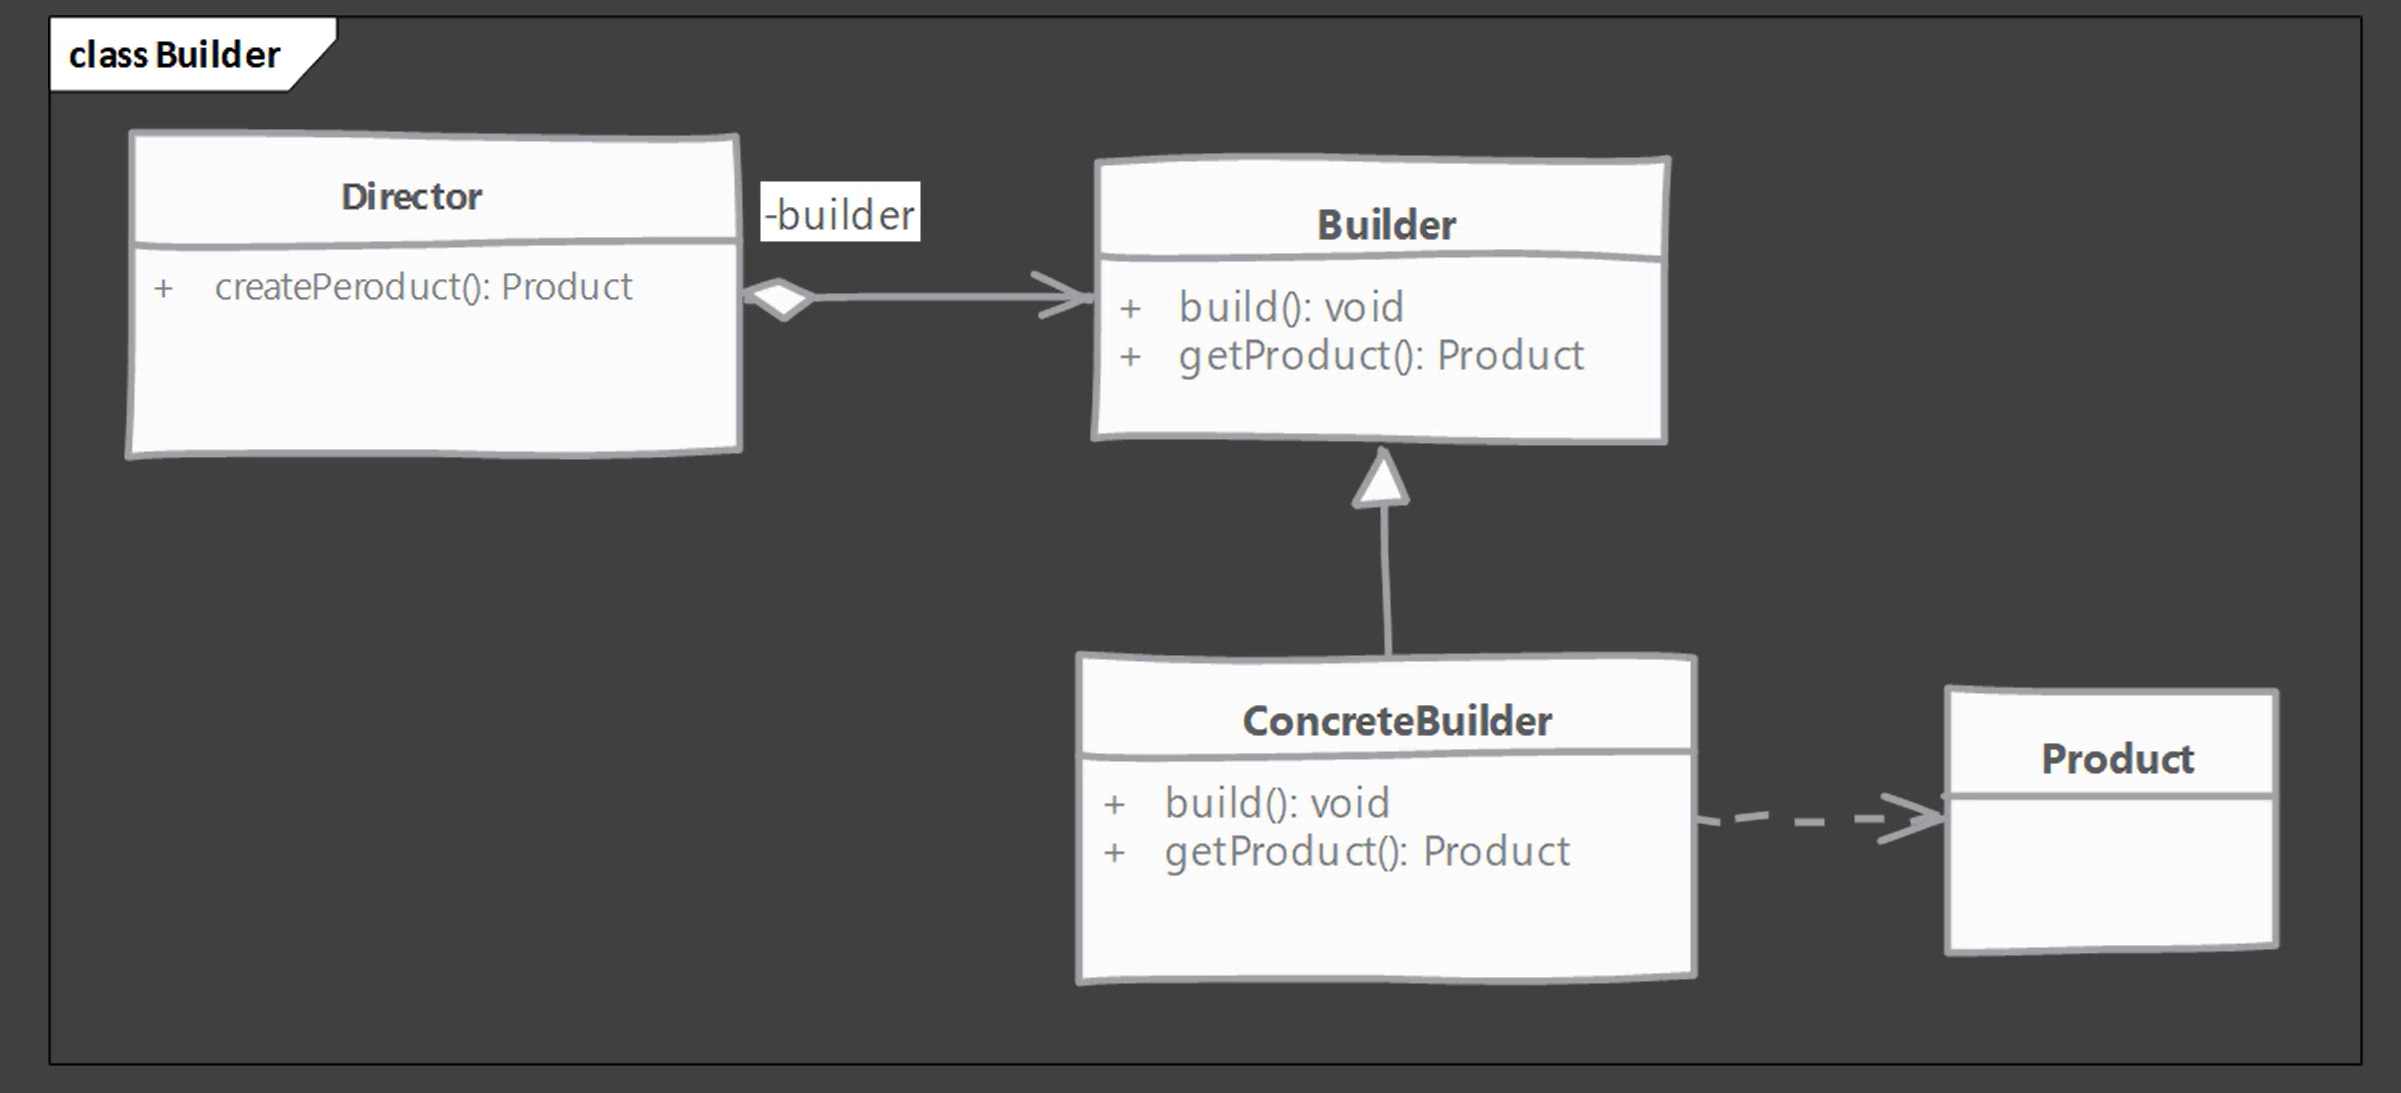 class Builder
Director
-builder
+ createPeroduct(): Product
Builder
+ build(): void
+ getProduct(): Product
ConcreteBuilder
+ build(): void
+ getProduct(): Product
Product